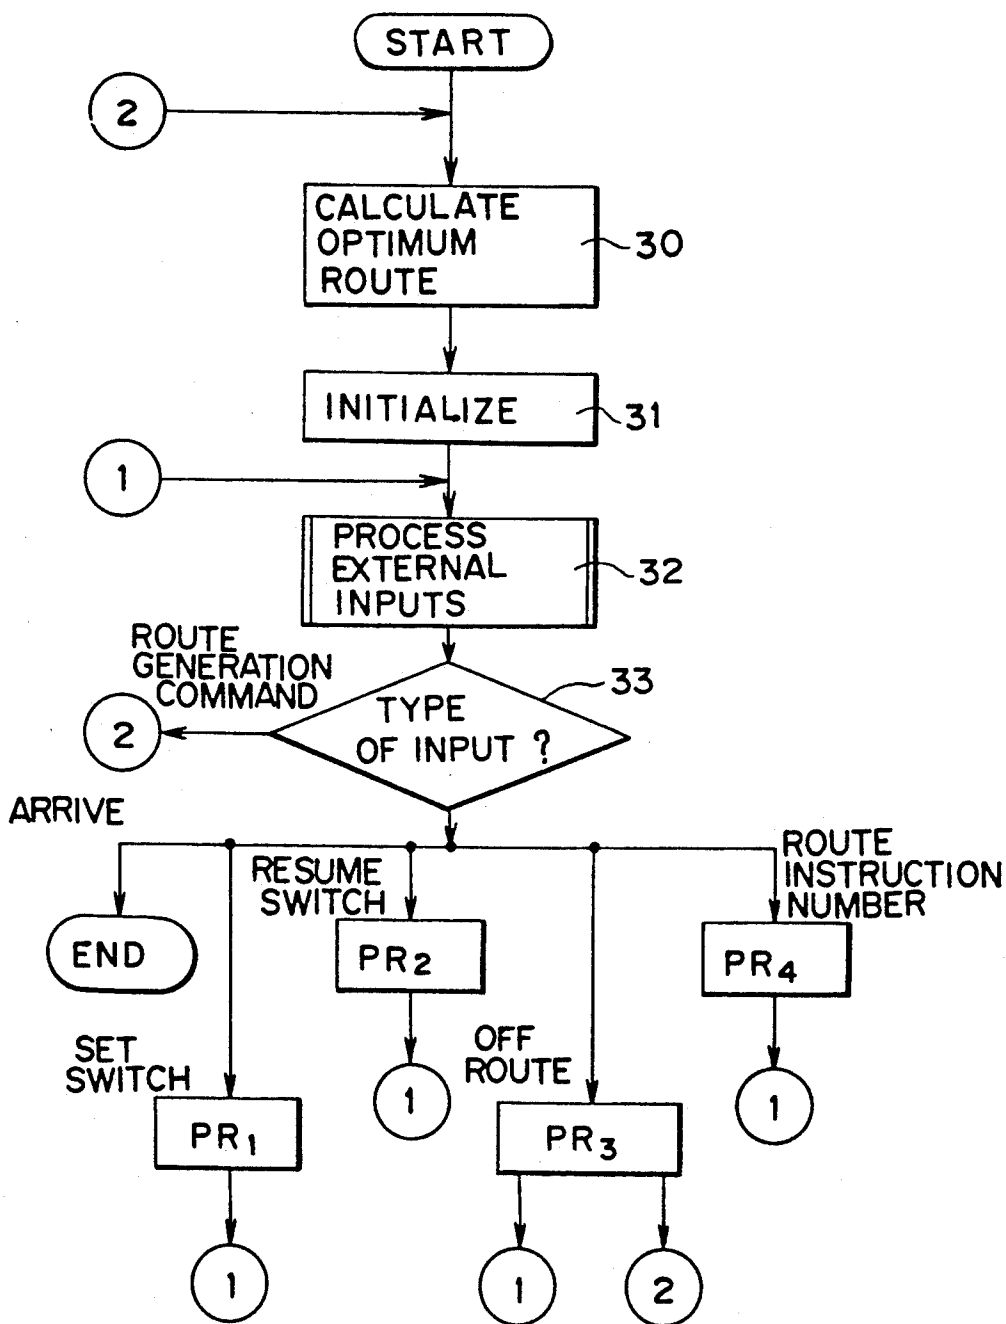 START
2
CALCULATE
OPTIMUM
ROUTE
30
INITIALIZE
31
1
PROCESS
EXTERNAL
INPUTS
32
ROUTE
GENERATION
COMMAND
33
TYPE
OF INPUT ?
2
ARRIVE
RESUME
SWITCH
ROUTE
INSTRUCTION
NUMBER
END
PR2
PR4
SET
SWITCH
OFF
ROUTE
1
1
PR1
PR3
1
1
2